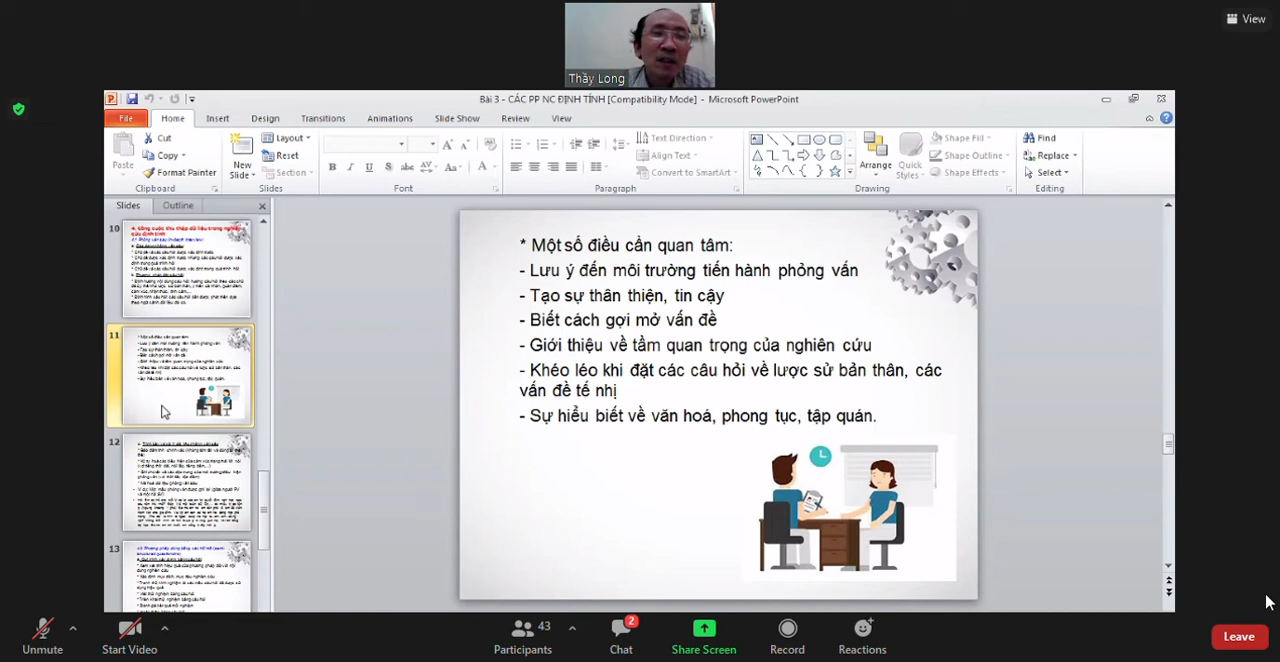 View
Thầy Long
Bài 3 - CÁC PP NC ĐỊNH TÍNH [Compatibility Mode] - Microsoft PowerPoint
File Home Insert Design Transitions Animations Slide Show Review View
Paste
Cut
Copy
Format Painter
Clipboard
New Slide
Layout
Reset
Section
Slides
Font
Text Direction
Align Text
Convert to SmartArt
Paragraph
Arrange
Quick Styles
Shape Fill
Shape Outline
Shape Effects
Drawing
Find
Replace
Select
Editing
Slides Outline
10
11
12
13
* Một số điều cần quan tâm:
- Lưu ý đến môi trường tiến hành phỏng vấn
- Tạo sự thân thiện, tin cậy
- Biết cách gợi mở vấn đề
- Giới thiệu về tầm quan trọng của nghiên cứu
- Khéo léo khi đặt các câu hỏi về lược sử bản thân, các
vấn đề tế nhị
- Sự hiểu biết về văn hoá, phong tục, tập quán.
Unmute
Start Video
43
Participants
2
Chat
Share Screen
Record
Reactions
Leave